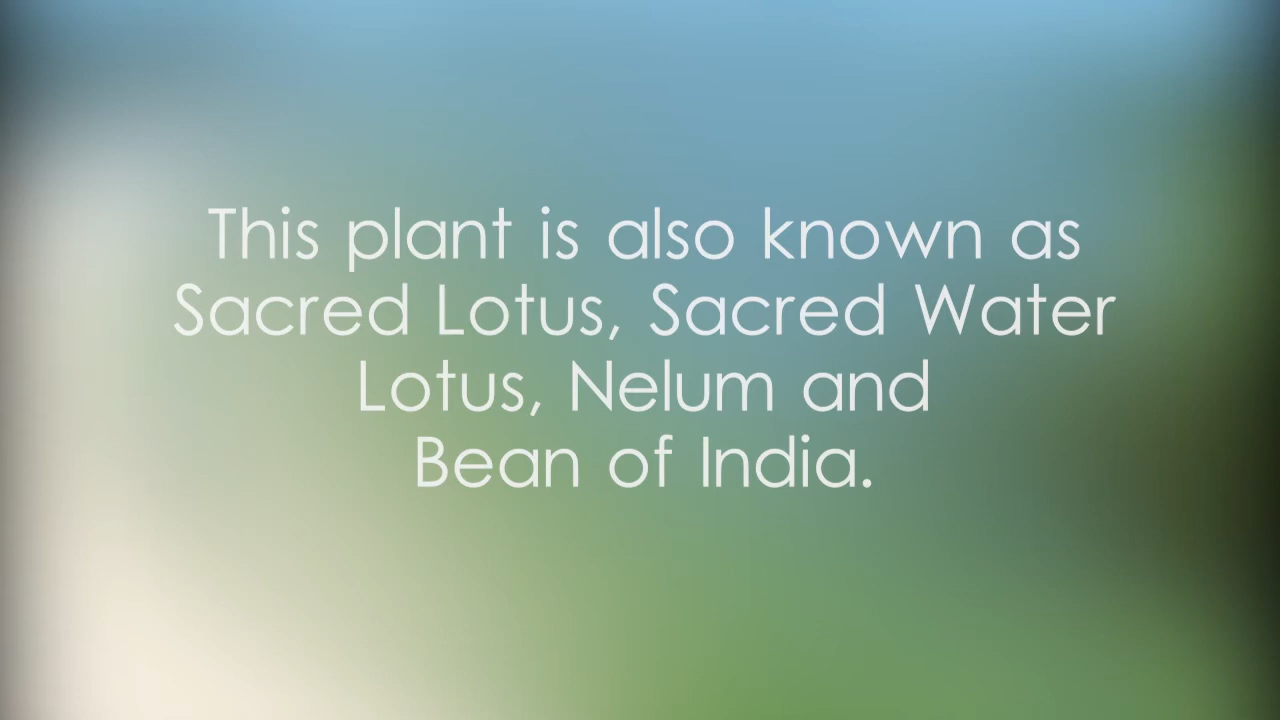 This plant is also known as
Sacred Lotus, Sacred Water
Lotus, Nelum and
Bean of India.